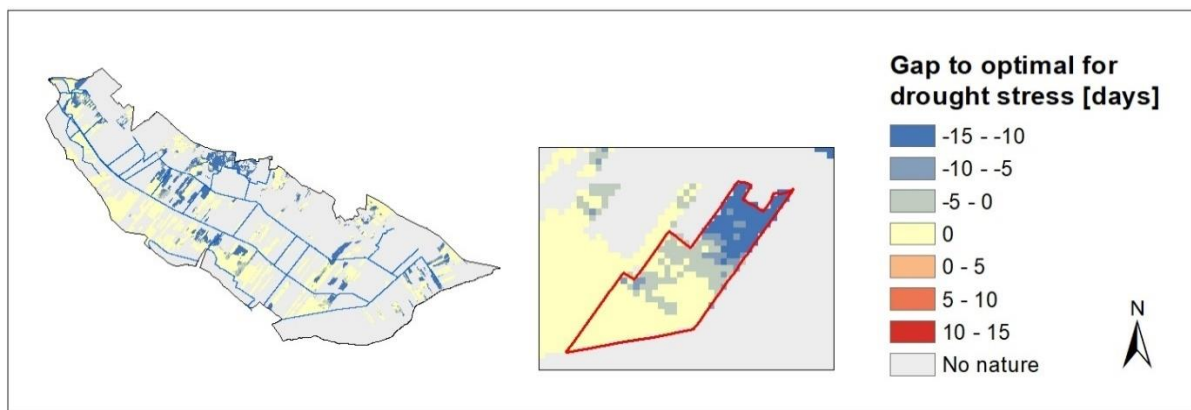 Gap to optimal for
drought stress [days]
-15 - -10
-10 - -5
-5 - 0
0
0 - 5
5 - 10
10 - 15
No nature
N